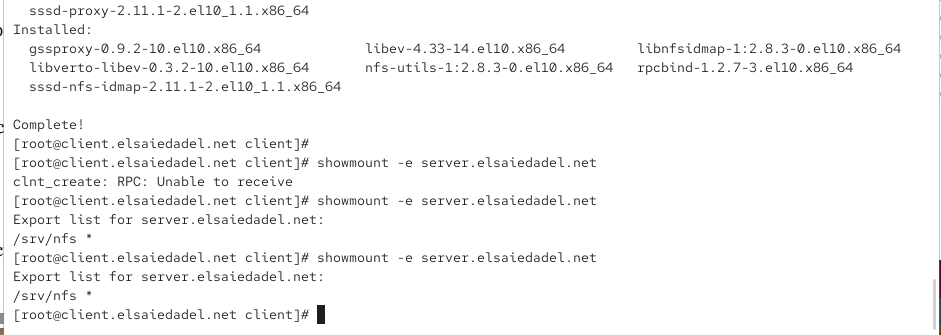 sssd-proxy-2.11.1-2.el10_1.1.x86_64
Installed:
gssproxy-0.9.2-10.el10.x86_64 libev-4.33-14.el10.x86_64 libnfsidmap-1:2.8.3-0.el10.x86_64
libverto-libev-0.3.2-10.el10.x86_64 nfs-utils-1:2.8.3-0.el10.x86_64 rpcbind-1.2.7-3.el10.x86_64
sssd-nfs-idmap-2.11.1-2.el10_1.1.x86_64
Complete!
[root@client.elsaiedadel.net client]#
[root@client.elsaiedadel.net client]# showmount -e server.elsaiedadel.net
clnt_create: RPC: Unable to receive
[root@client.elsaiedadel.net client]# showmount -e server.elsaiedadel.net
Export list for server.elsaiedadel.net:
/srv/nfs *
[root@client.elsaiedadel.net client]# showmount -e server.elsaiedadel.net
Export list for server.elsaiedadel.net:
/srv/nfs *
[root@client.elsaiedadel.net client]#